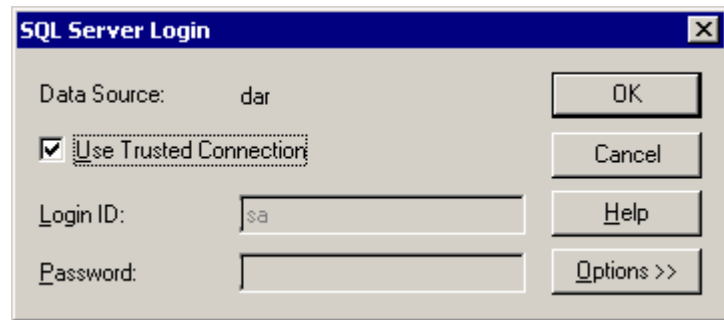 SQL Server Login
Data Source: dar OK
Use Trusted Connection Cancel
Login ID: sa Help
Password: Options >>